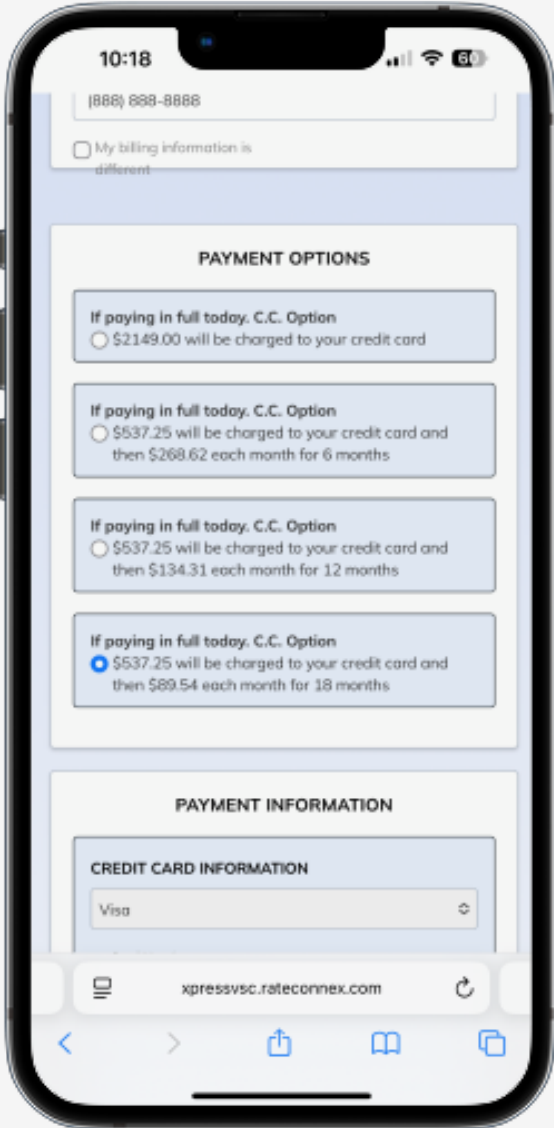 10:18
60
(888) 888-8888
My billing information is
different
PAYMENT OPTIONS
If paying in full today. C.C. Option
$2149.00 will be charged to your credit card
If paying in full today. C.C. Option
$537.25 will be charged to your credit card and
then $268.62 each month for 6 months
If paying in full today. C.C. Option
$537.25 will be charged to your credit card and
then $134.31 each month for 12 months
If paying in full today. C.C. Option
$537.25 will be charged to your credit card and
then $89.54 each month for 18 months
PAYMENT INFORMATION
CREDIT CARD INFORMATION
Visa
xpressvsc.rateconnex.com